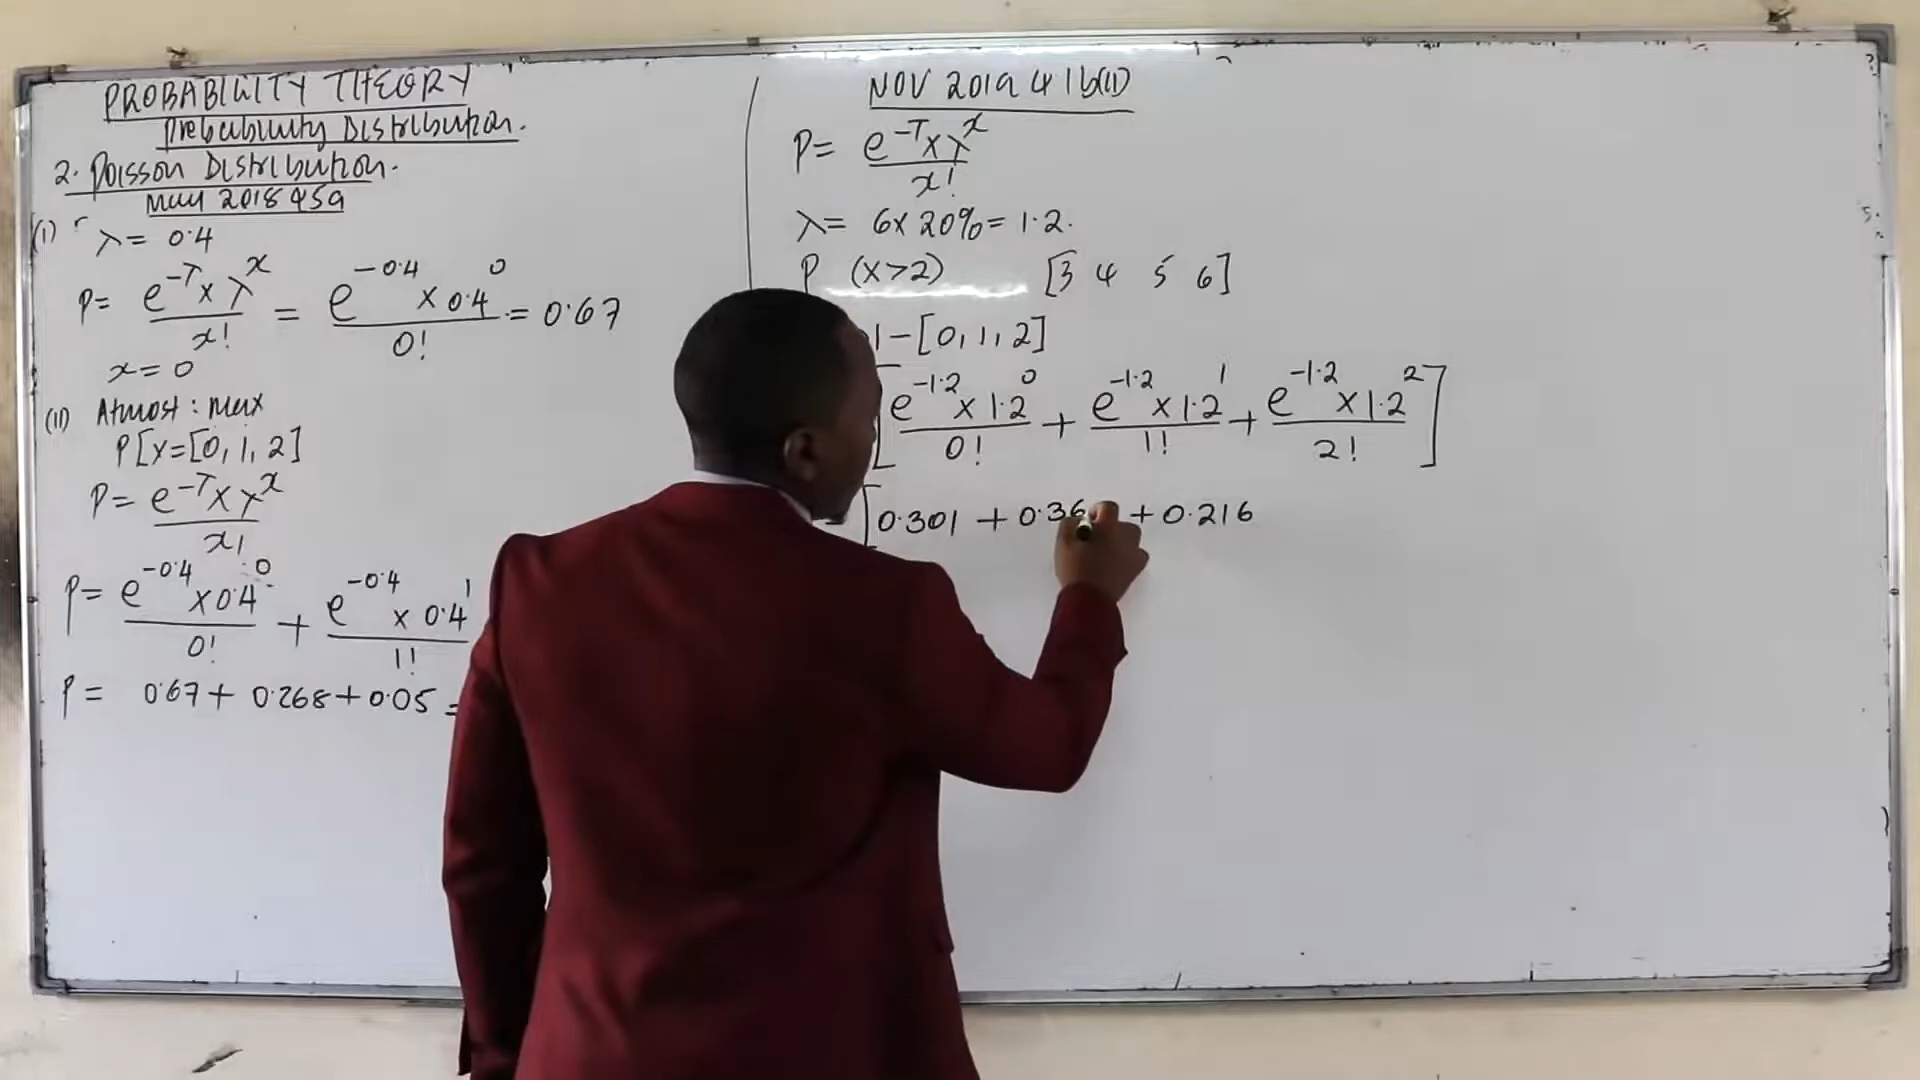 PROBABILITY THEORY
Probability Distribution.
2. Poisson Distribution.
May 2018 Q5a
(I) λ = 0.4
P = e^-T x λ^x / x! = e^-0.4 x 0.4^0 / 0! = 0.67
x = 0
(II) Atmost : max
P[x=[0, 1, 2]
P = e^-T x λ^x / x!
P = e^-0.4 x 0.4^0 / 0! + e^-0.4 x 0.4^1 / 1!
P = 0.67 + 0.268 + 0.05 =
NOV 2019 Q1b(II)
P = e^-T x λ^x / x!
λ = 6 x 20% = 1.2.
P (x>2) [3 4 5 6]
1 - [0, 1, 2]
[e^-1.2 x 1.2^0 / 0! + e^-1.2 x 1.2^1 / 1! + e^-1.2 x 1.2^2 / 2!]
[0.301 + 0.36 + 0.216